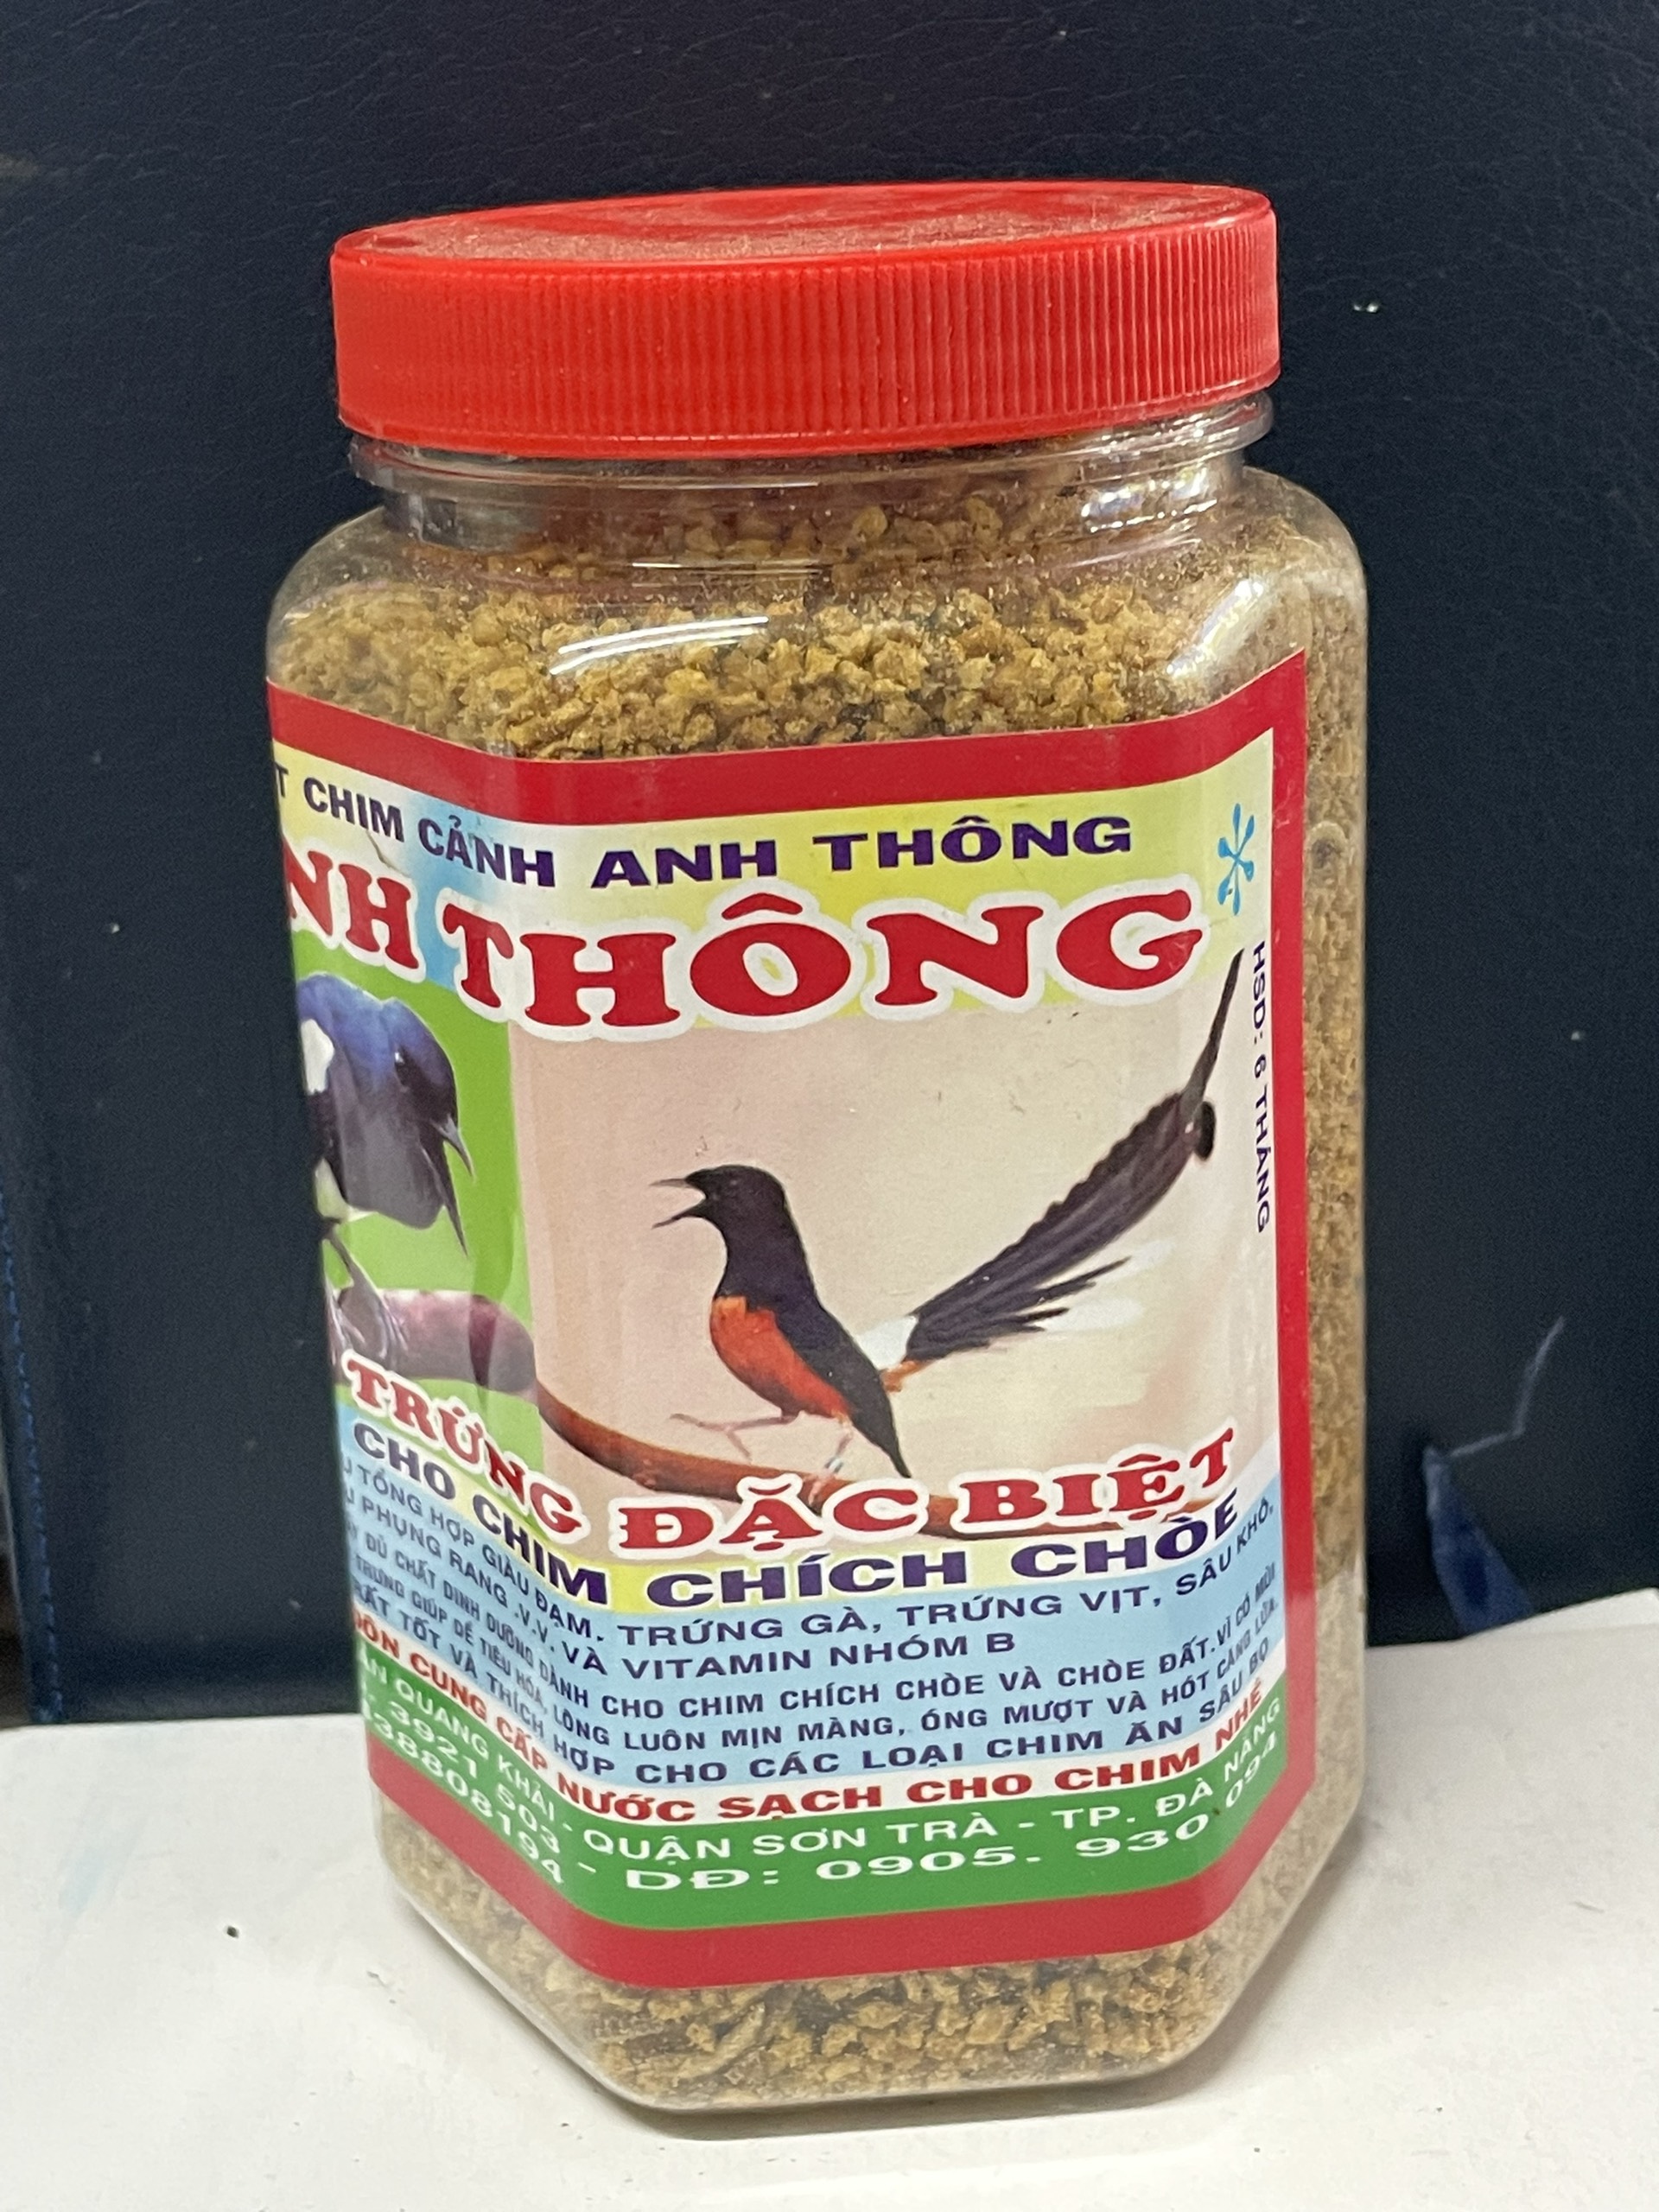 T CHIM CẢNH ANH THÔNG
NH THÔNG
HSD: 6 THÁNG
TRỨNG ĐẶC BIỆT
CHO CHIM CHÍCH CHÒE
TỔNG HỢP GIÀU ĐẠM, TRỨNG GÀ, TRỨNG VỊT, SÂU KHÔ,
PHỤNG RANG .V.V. VÀ VITAMIN NHÓM B
ĐỦ CHẤT DINH DƯỠNG DÀNH CHO CHIM CHÍCH CHÒE VÀ CHÒE ĐẤT. VÌ CÓ MÙI
TRƯNG GIÚP DỄ TIÊU HÓA, LÔNG LUÔN MỊN MÀNG, ÓNG MƯỢT VÀ HÓT CĂNG LỬA.
TỐT VÀ THÍCH HỢP CHO CÁC LOẠI CHIM ĂN SÂU BỌ
CUNG CẤP NƯỚC SẠCH CHO CHIM NHÉ
QUANG KHẢI - QUẬN SƠN TRÀ - TP. ĐÀ NẴNG
3921 503 - DĐ: 0905. 930 094
38808194